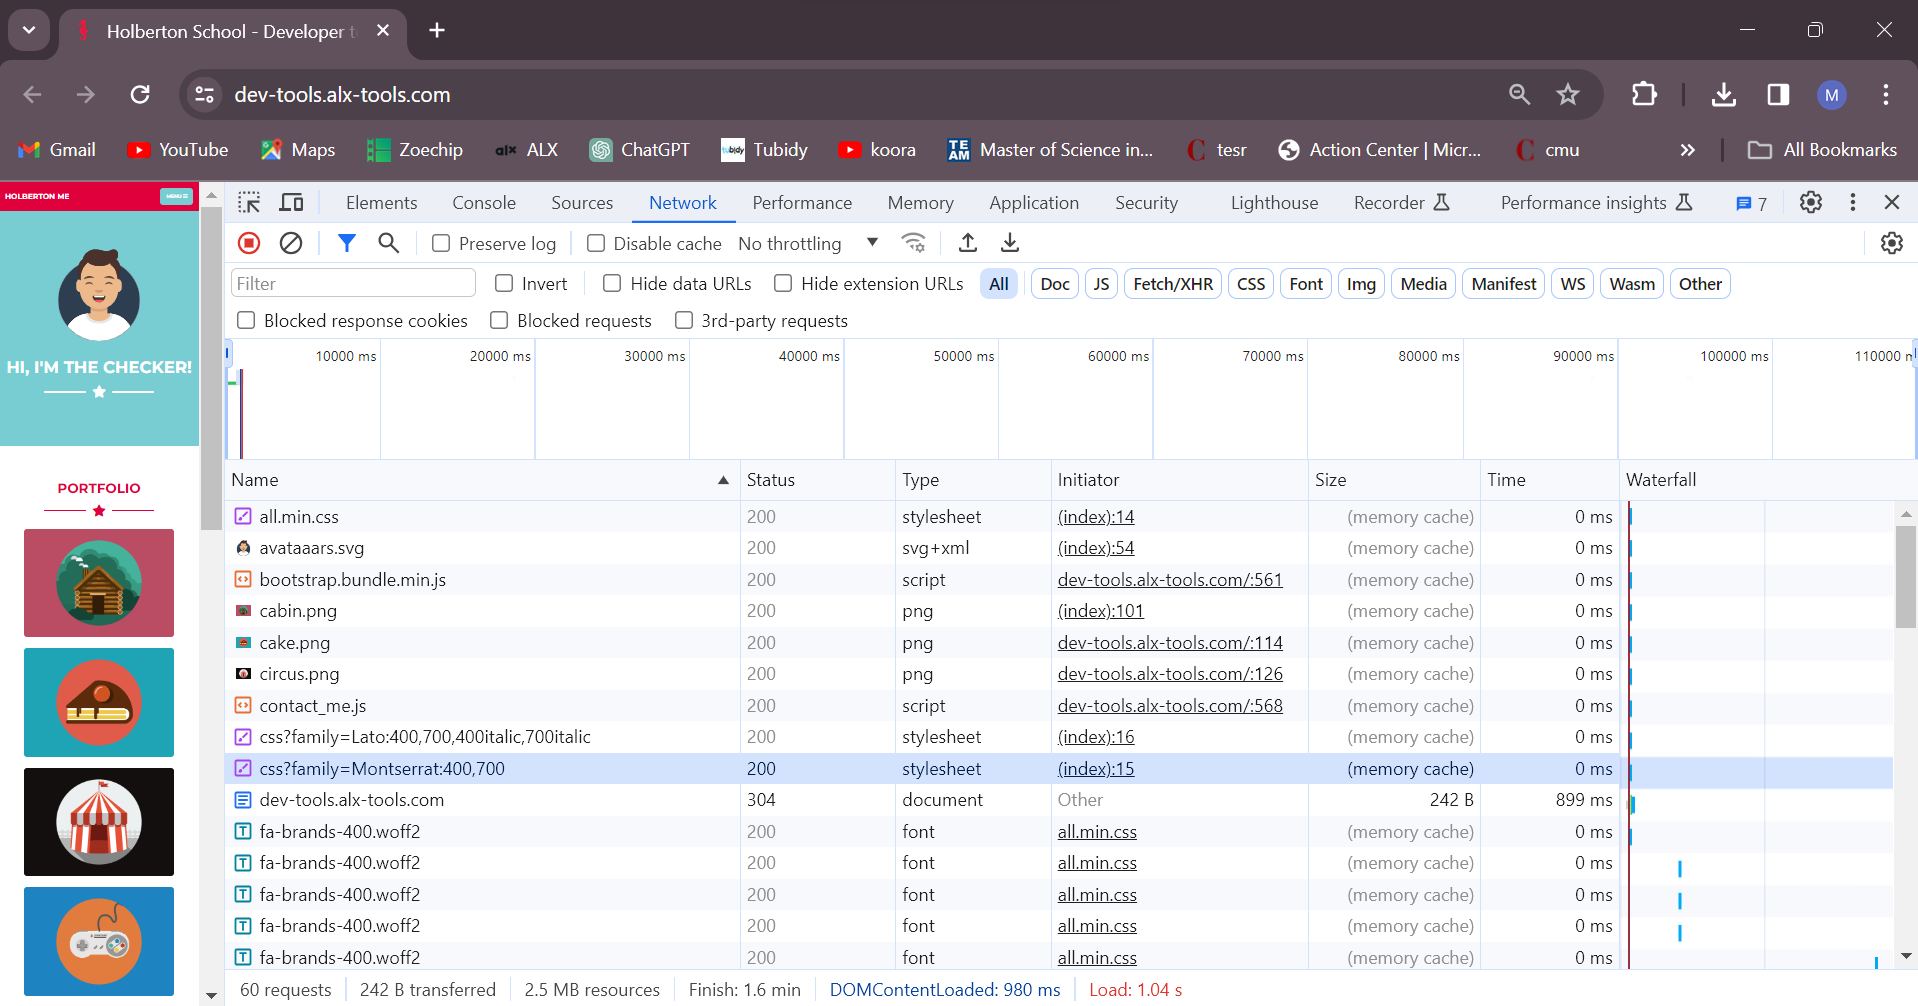 Holberton School - Developer t
dev-tools.alx-tools.com
M
Gmail YouTube Maps Zoechip alx ALX ChatGPT tubidy Tubidy koora TEAM Master of Science in... tesr Action Center | Micr... cmu All Bookmarks
HOLBERTON ME MENU
HI, I'M THE CHECKER!
PORTFOLIO
Elements Console Sources Network Performance Memory Application Security Lighthouse Recorder Performance insights 7
Preserve log Disable cache No throttling
Filter Invert Hide data URLs Hide extension URLs All Doc JS Fetch/XHR CSS Font Img Media Manifest WS Wasm Other
Blocked response cookies Blocked requests 3rd-party requests
10000 ms 20000 ms 30000 ms 40000 ms 50000 ms 60000 ms 70000 ms 80000 ms 90000 ms 100000 ms 110000 m
Name Status Type Initiator Size Time Waterfall
all.min.css 200 stylesheet (index):14 (memory cache) 0 ms
avataaars.svg 200 svg+xml (index):54 (memory cache) 0 ms
bootstrap.bundle.min.js 200 script dev-tools.alx-tools.com/:561 (memory cache) 0 ms
cabin.png 200 png (index):101 (memory cache) 0 ms
cake.png 200 png dev-tools.alx-tools.com/:114 (memory cache) 0 ms
circus.png 200 png dev-tools.alx-tools.com/:126 (memory cache) 0 ms
contact_me.js 200 script dev-tools.alx-tools.com/:568 (memory cache) 0 ms
css?family=Lato:400,700,400italic,700italic 200 stylesheet (index):16 (memory cache) 0 ms
css?family=Montserrat:400,700 200 stylesheet (index):15 (memory cache) 0 ms
dev-tools.alx-tools.com 304 document Other 242 B 899 ms
fa-brands-400.woff2 200 font all.min.css (memory cache) 0 ms
fa-brands-400.woff2 200 font all.min.css (memory cache) 0 ms
fa-brands-400.woff2 200 font all.min.css (memory cache) 0 ms
fa-brands-400.woff2 200 font all.min.css (memory cache) 0 ms
fa-brands-400.woff2 200 font all.min.css (memory cache) 0 ms
60 requests 242 B transferred 2.5 MB resources Finish: 1.6 min DOMContentLoaded: 980 ms Load: 1.04 s